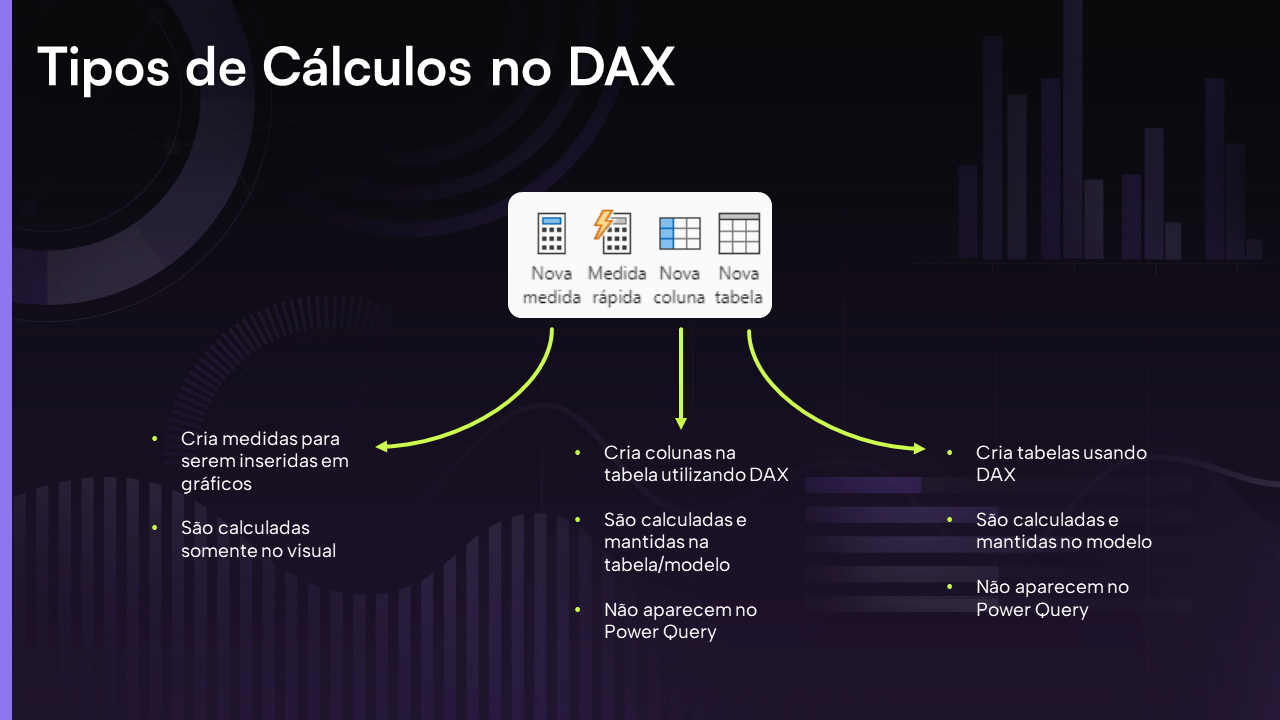 Tipos de Cálculos no DAX
Nova medida
Medida rápida
Nova coluna
Nova tabela
• Cria medidas para
serem inseridas em
gráficos
• São calculadas
somente no visual
• Cria colunas na
tabela utilizando DAX
• São calculadas e
mantidas na
tabela/modelo
• Não aparecem no
Power Query
• Cria tabelas usando
DAX
• São calculadas e
mantidas no modelo
• Não aparecem no
Power Query